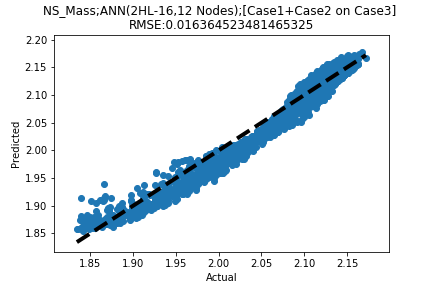 NS_Mass;ANN(2HL-16,12 Nodes);[Case1+Case2 on Case3]
RMSE:0.016364523481465325
2.20
2.15
2.10
2.05
2.00
1.95
1.90
1.85
Predicted
1.85 1.90 1.95 2.00 2.05 2.10 2.15
Actual